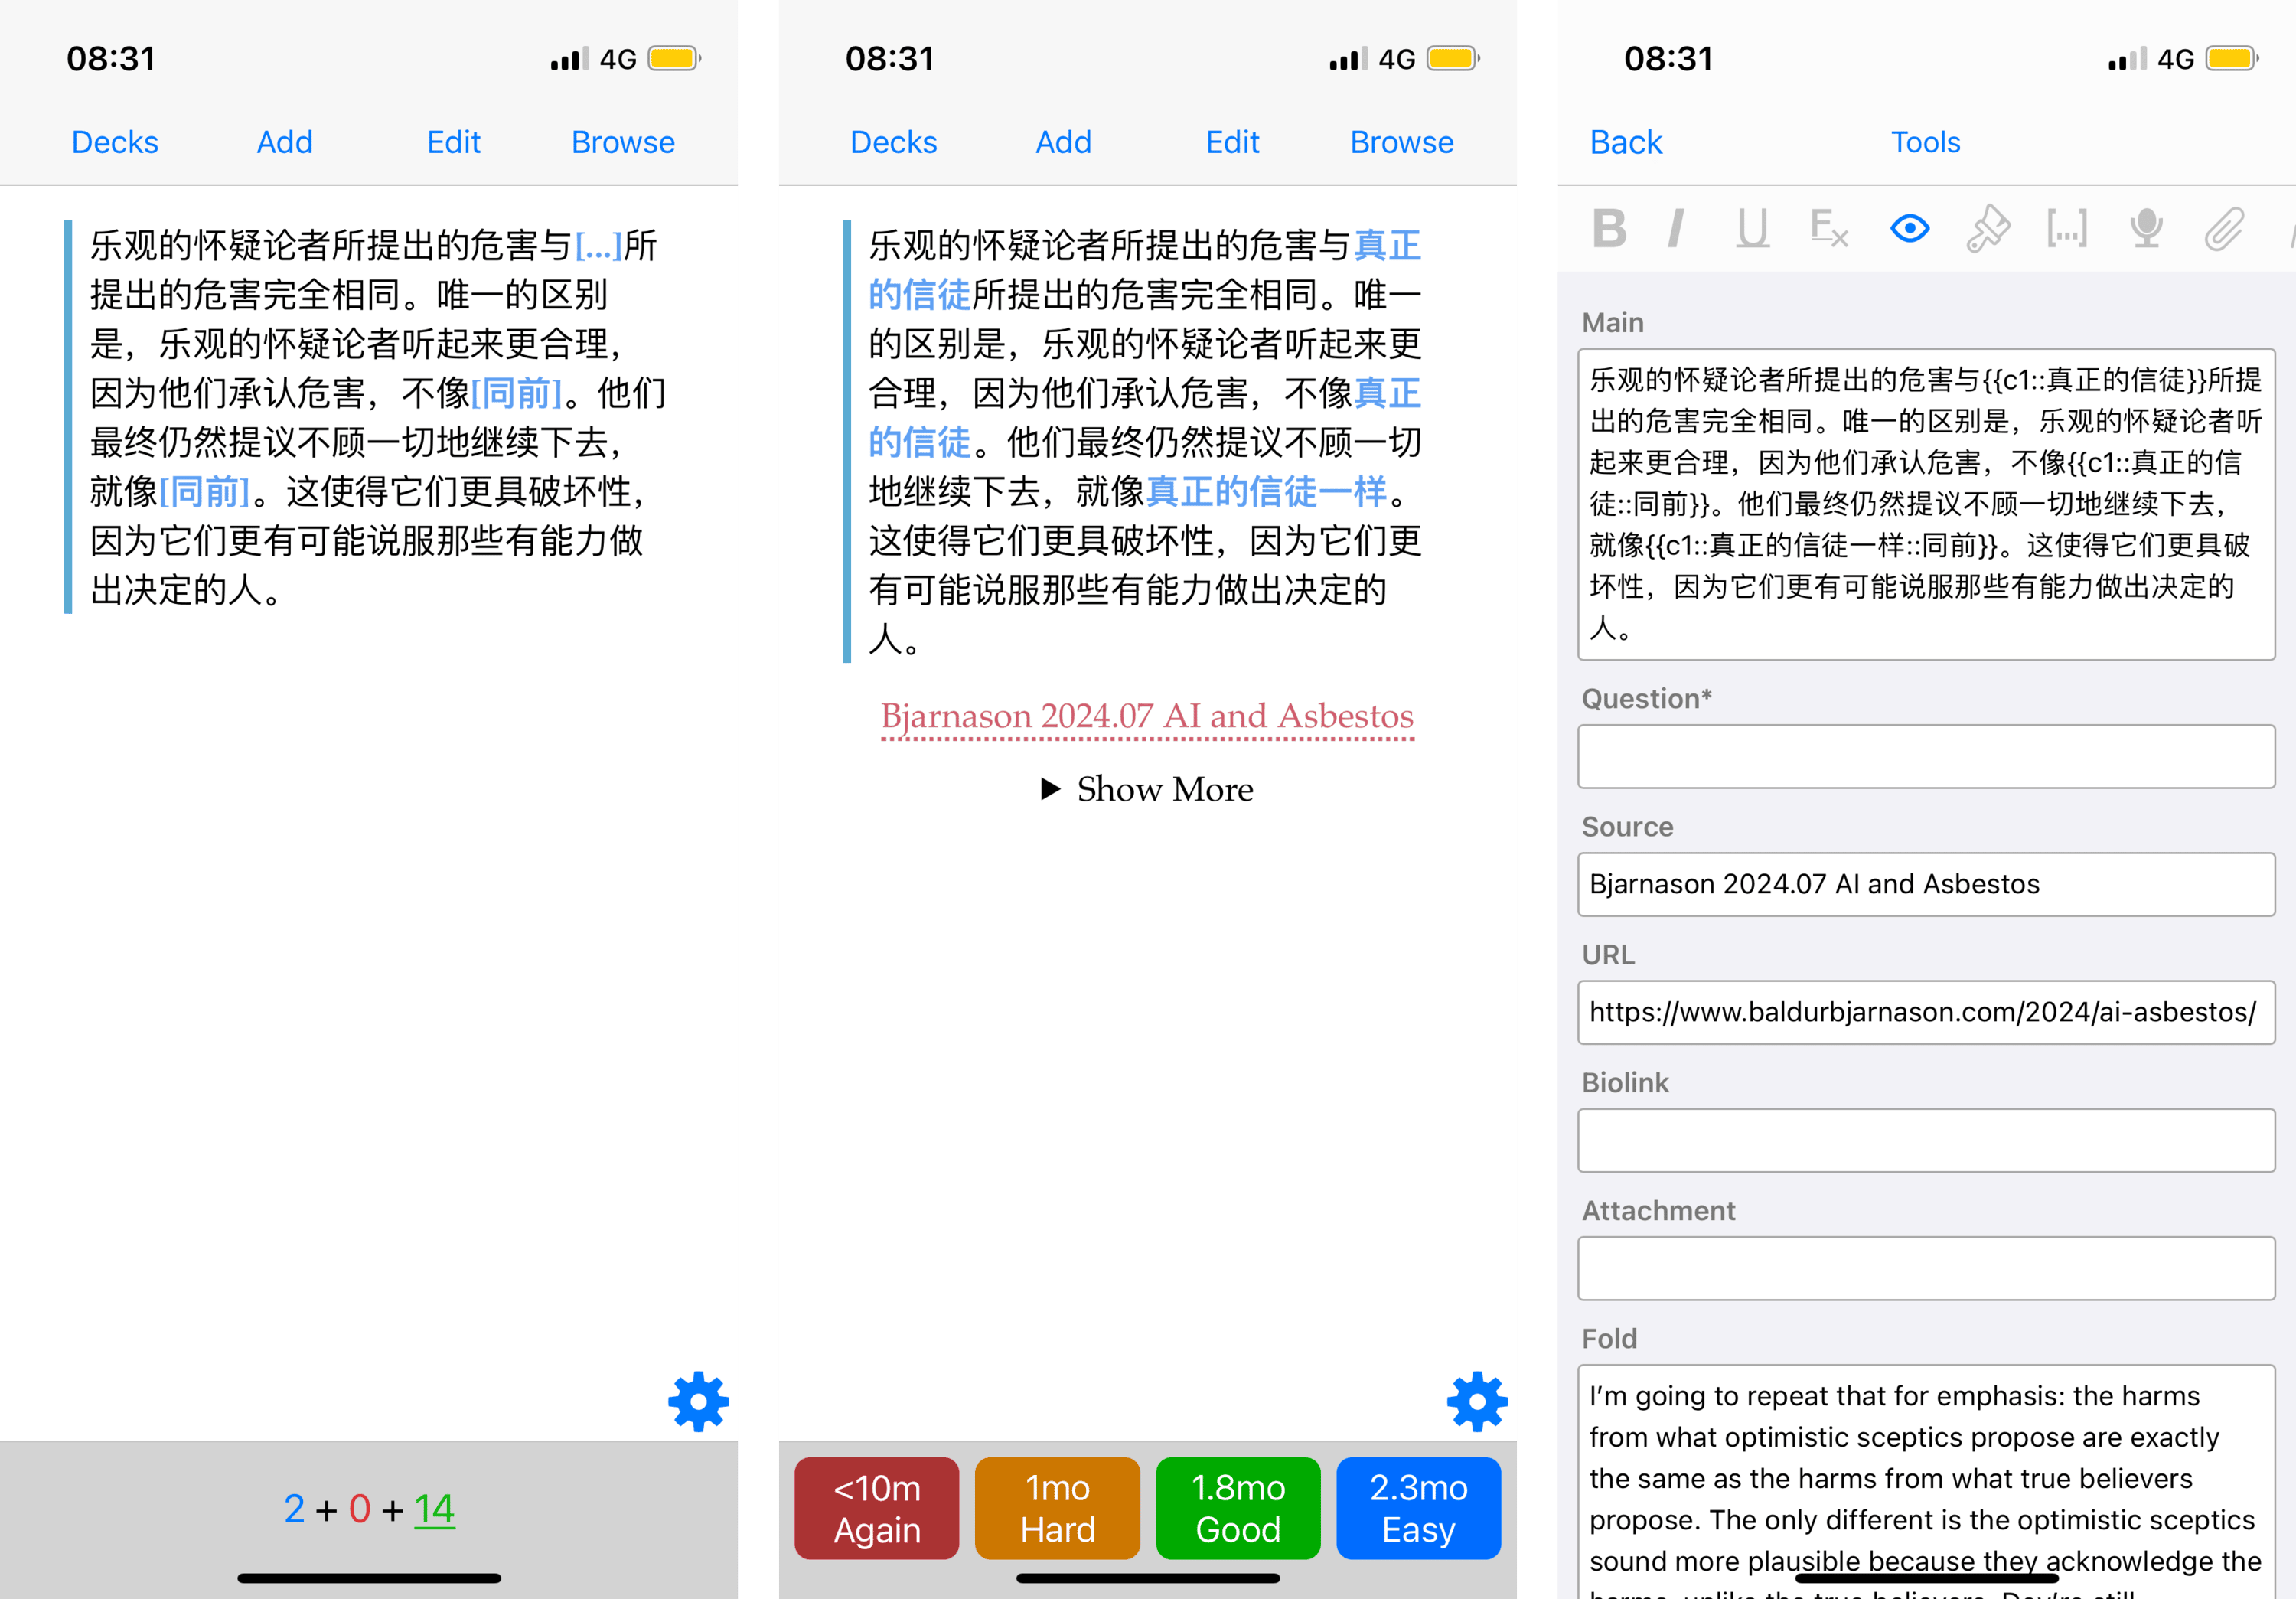 08:31
4G
Decks
Add
Edit
Browse
乐观的怀疑论者所提出的危害与[...]所
提出的危害完全相同。唯一的区别
是，乐观的怀疑论者听起来更合理，
因为他们承认危害，不像[同前]。他们
最终仍然提议不顾一切地继续下去，
就像[同前]。这使得它们更具破坏性，
因为它们更有可能说服那些有能力做
出决定的人。
2 + 0 + 14
08:31
4G
Decks
Add
Edit
Browse
乐观的怀疑论者所提出的危害与真正
的信徒所提出的危害完全相同。唯一
的区别是，乐观的怀疑论者听起来更
合理，因为他们承认危害，不像真正
的信徒。他们最终仍然提议不顾一切
地继续下去，就像真正的信徒一样。
这使得它们更具破坏性，因为它们更
有可能说服那些有能力做出决定的
人。
Bjarnason 2024.07 AI and Asbestos
▶ Show More
<10m
Again
1mo
Hard
1.8mo
Good
2.3mo
Easy
08:31
4G
Back
Tools
B I U Fx [...]
Main
乐观的怀疑论者所提出的危害与{{c1::真正的信徒}}所提
出的危害完全相同。唯一的区别是，乐观的怀疑论者听
起来更合理，因为他们承认危害，不像{{c1::真正的信
徒::同前}}。他们最终仍然提议不顾一切地继续下去，
就像{{c1::真正的信徒一样::同前}}。这使得它们更具破
坏性，因为它们更有可能说服那些有能力做出决定的
人。
Question*
Source
Bjarnason 2024.07 AI and Asbestos
URL
https://www.baldurbjarnason.com/2024/ai-asbestos/
Biolink
Attachment
Fold
I'm going to repeat that for emphasis: the harms
from what optimistic sceptics propose are exactly
the same as the harms from what true believers
propose. The only different is the optimistic sceptics
sound more plausible because they acknowledge the